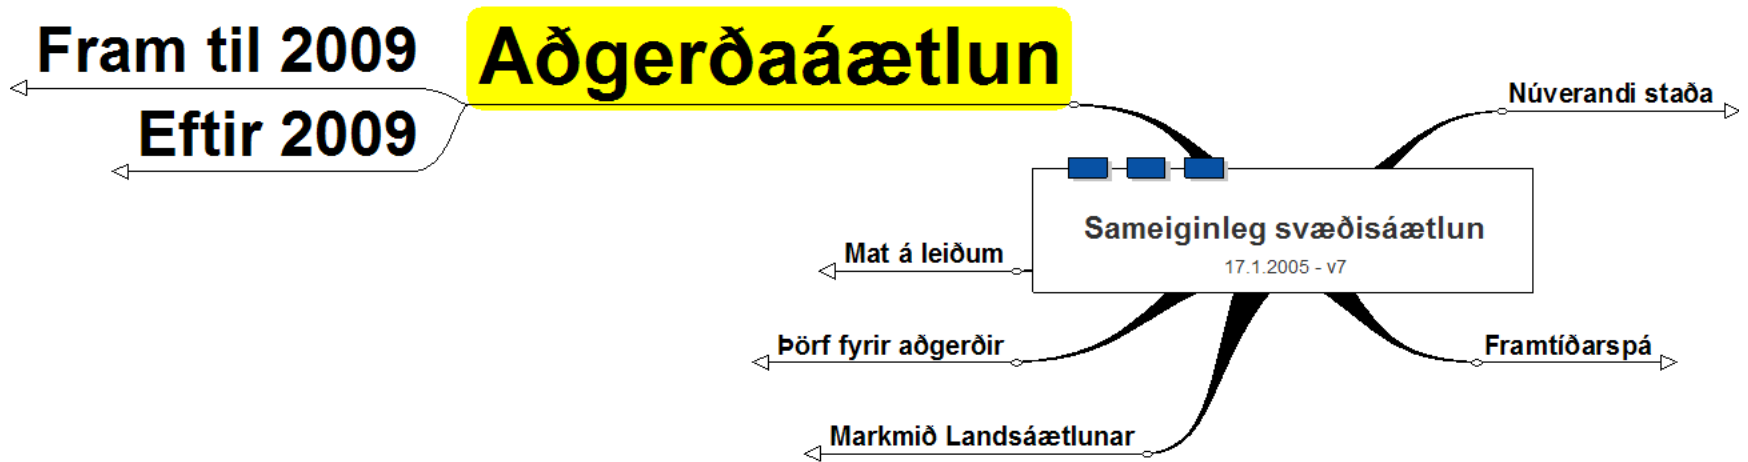 Fram til 2009
Aðgerðaáætlun
Eftir 2009
Núverandi staða
Sameiginleg svæðisáætlun
17.1.2005 - v7
Mat á leiðum
Þörf fyrir aðgerðir
Framtíðarspá
Markmið Landsáætlunar